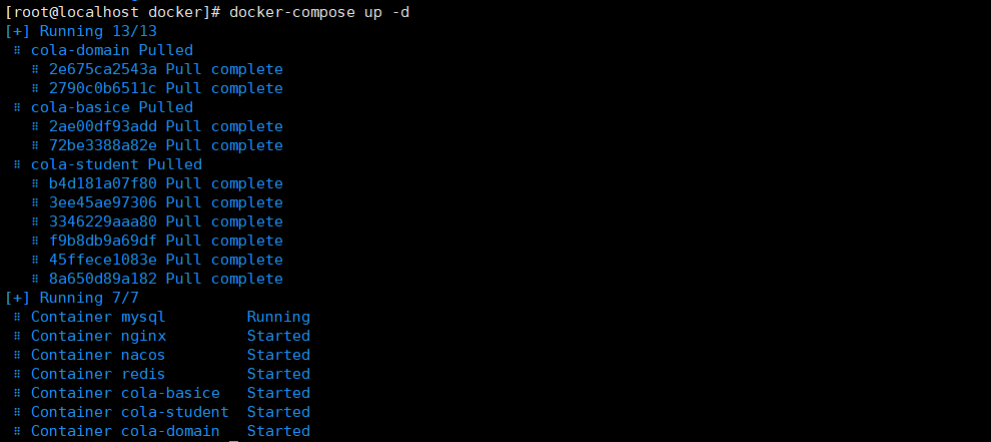 [root@localhost docker]# docker-compose up -d
[+] Running 13/13
⠿ cola-domain Pulled
⠿ 2e675ca2543a Pull complete
⠿ 2790c0b6511c Pull complete
⠿ cola-basice Pulled
⠿ 2ae00df93add Pull complete
⠿ 72be3388a82e Pull complete
⠿ cola-student Pulled
⠿ b4d181a07f80 Pull complete
⠿ 3ee45ae97306 Pull complete
⠿ 3346229aaa80 Pull complete
⠿ f9b8db9a69df Pull complete
⠿ 45ffece1083e Pull complete
⠿ 8a650d89a182 Pull complete
[+] Running 7/7
⠿ Container mysql Running
⠿ Container nginx Started
⠿ Container nacos Started
⠿ Container redis Started
⠿ Container cola-basice Started
⠿ Container cola-student Started
⠿ Container cola-domain Started